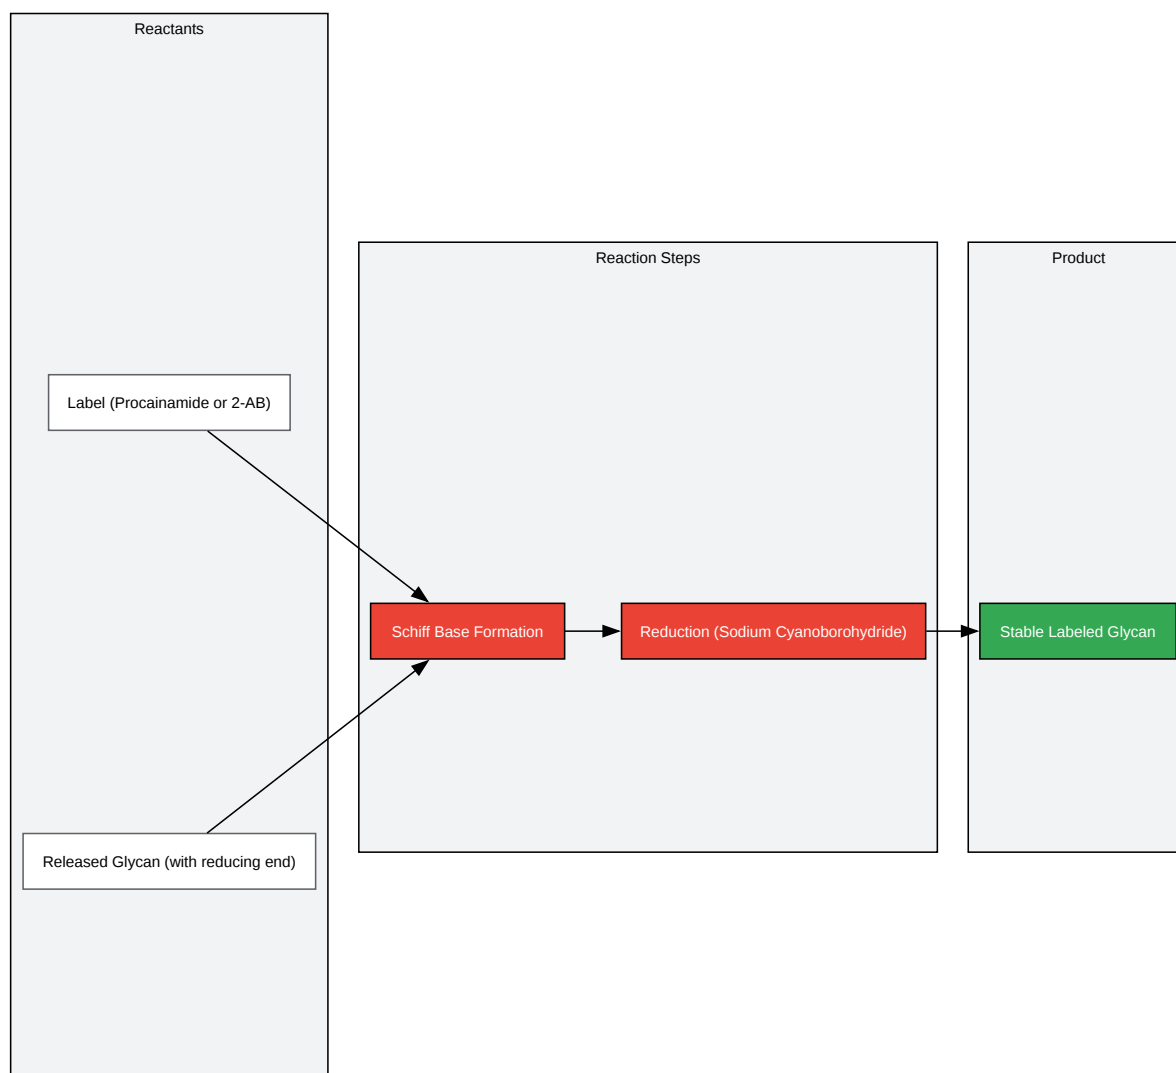 Reactants
Label (Procainamide or 2-AB)
Released Glycan (with reducing end)
Reaction Steps
Schiff Base Formation
Reduction (Sodium Cyanoborohydride)
Product
Stable Labeled Glycan